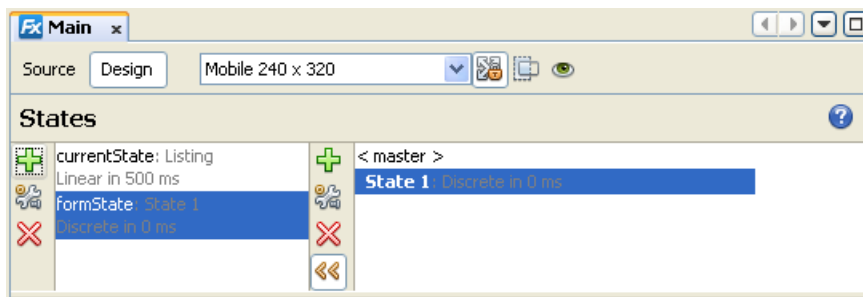 Fx Main x
Source Design Mobile 240 x 320
States
?
currentState: Listing
Linear in 500 ms
formState: State 1
Discrete in 0 ms
< master >
State 1: Discrete in 0 ms